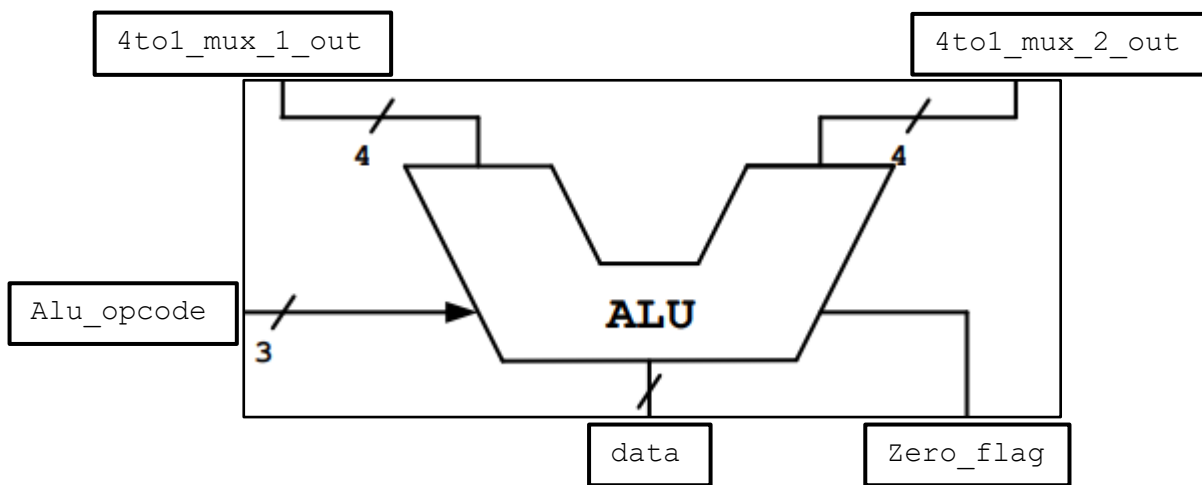 4to1_mux_1_out
4to1_mux_2_out
4
4
Alu_opcode
3
ALU
data
Zero_flag